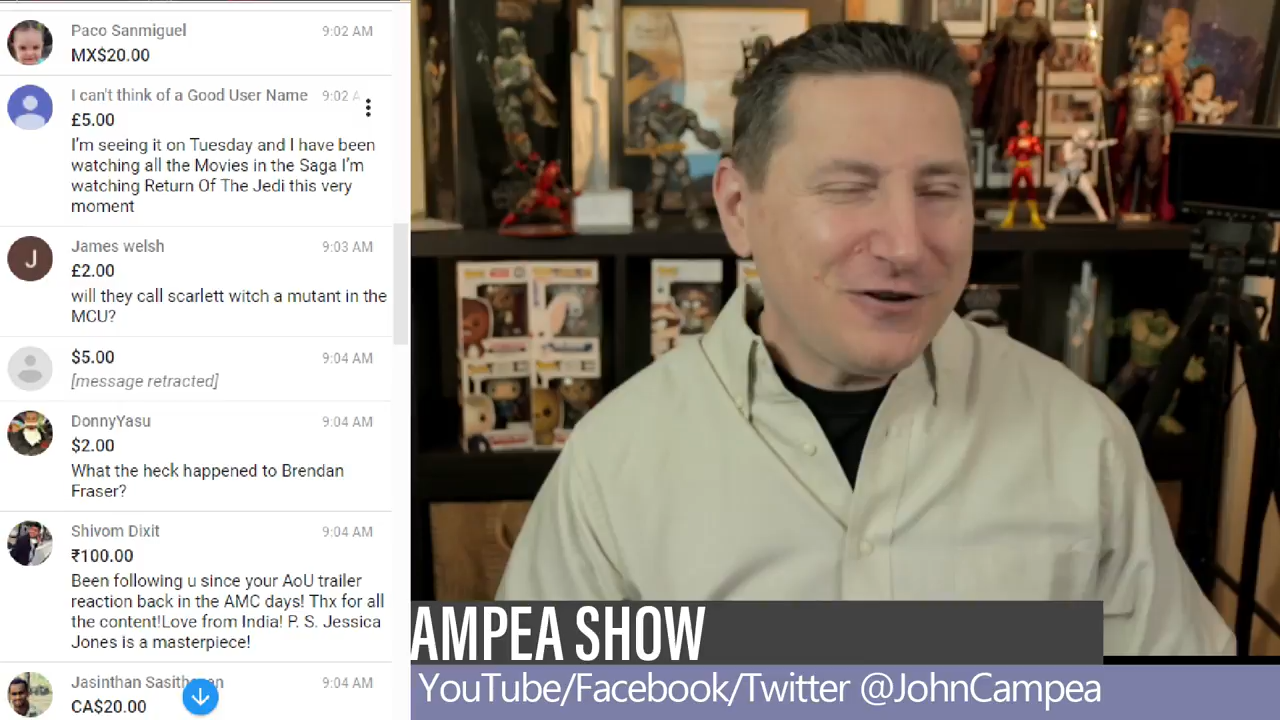 Paco Sanmiguel 9:02 AM
MX$20.00
I can't think of a Good User Name 9:02 A
£5.00
I'm seeing it on Tuesday and I have been
watching all the Movies in the Saga I'm
watching Return Of The Jedi this very
moment
James welsh 9:03 AM
£2.00
will they call scarlett witch a mutant in the
MCU?
$5.00 9:04 AM
[message retracted]
DonnyYasu 9:04 AM
$2.00
What the heck happened to Brendan
Fraser?
Shivom Dixit 9:04 AM
₹100.00
Been following u since your AoU trailer
reaction back in the AMC days! Thx for all
the content!Love from India! P. S. Jessica
Jones is a masterpiece!
Jasinthan 9:04 AM
CA$20.00
J
AMPEA SHOW
YouTube/Facebook/Twitter @JohnCampea